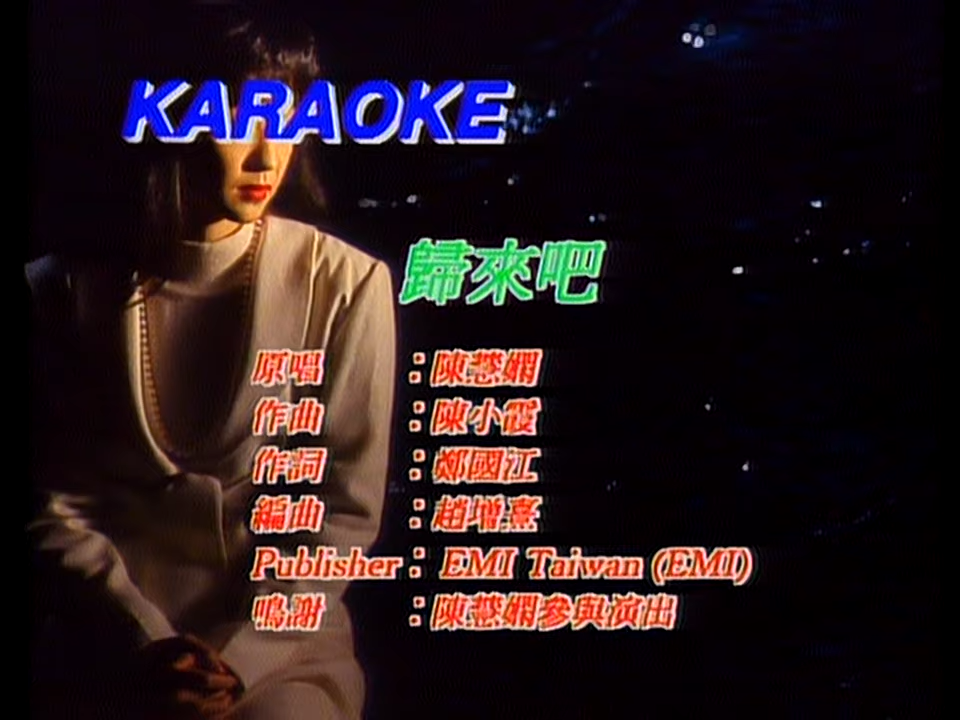 KARAOKE
歸來吧
原唱 ：陳慧嫻
作曲 ：陳小霞
作詞 ：鄭國江
編曲 ：趙增熹
Publisher： EMI Taiwan (EMI)
鳴謝 ：陳慧嫻參與演出